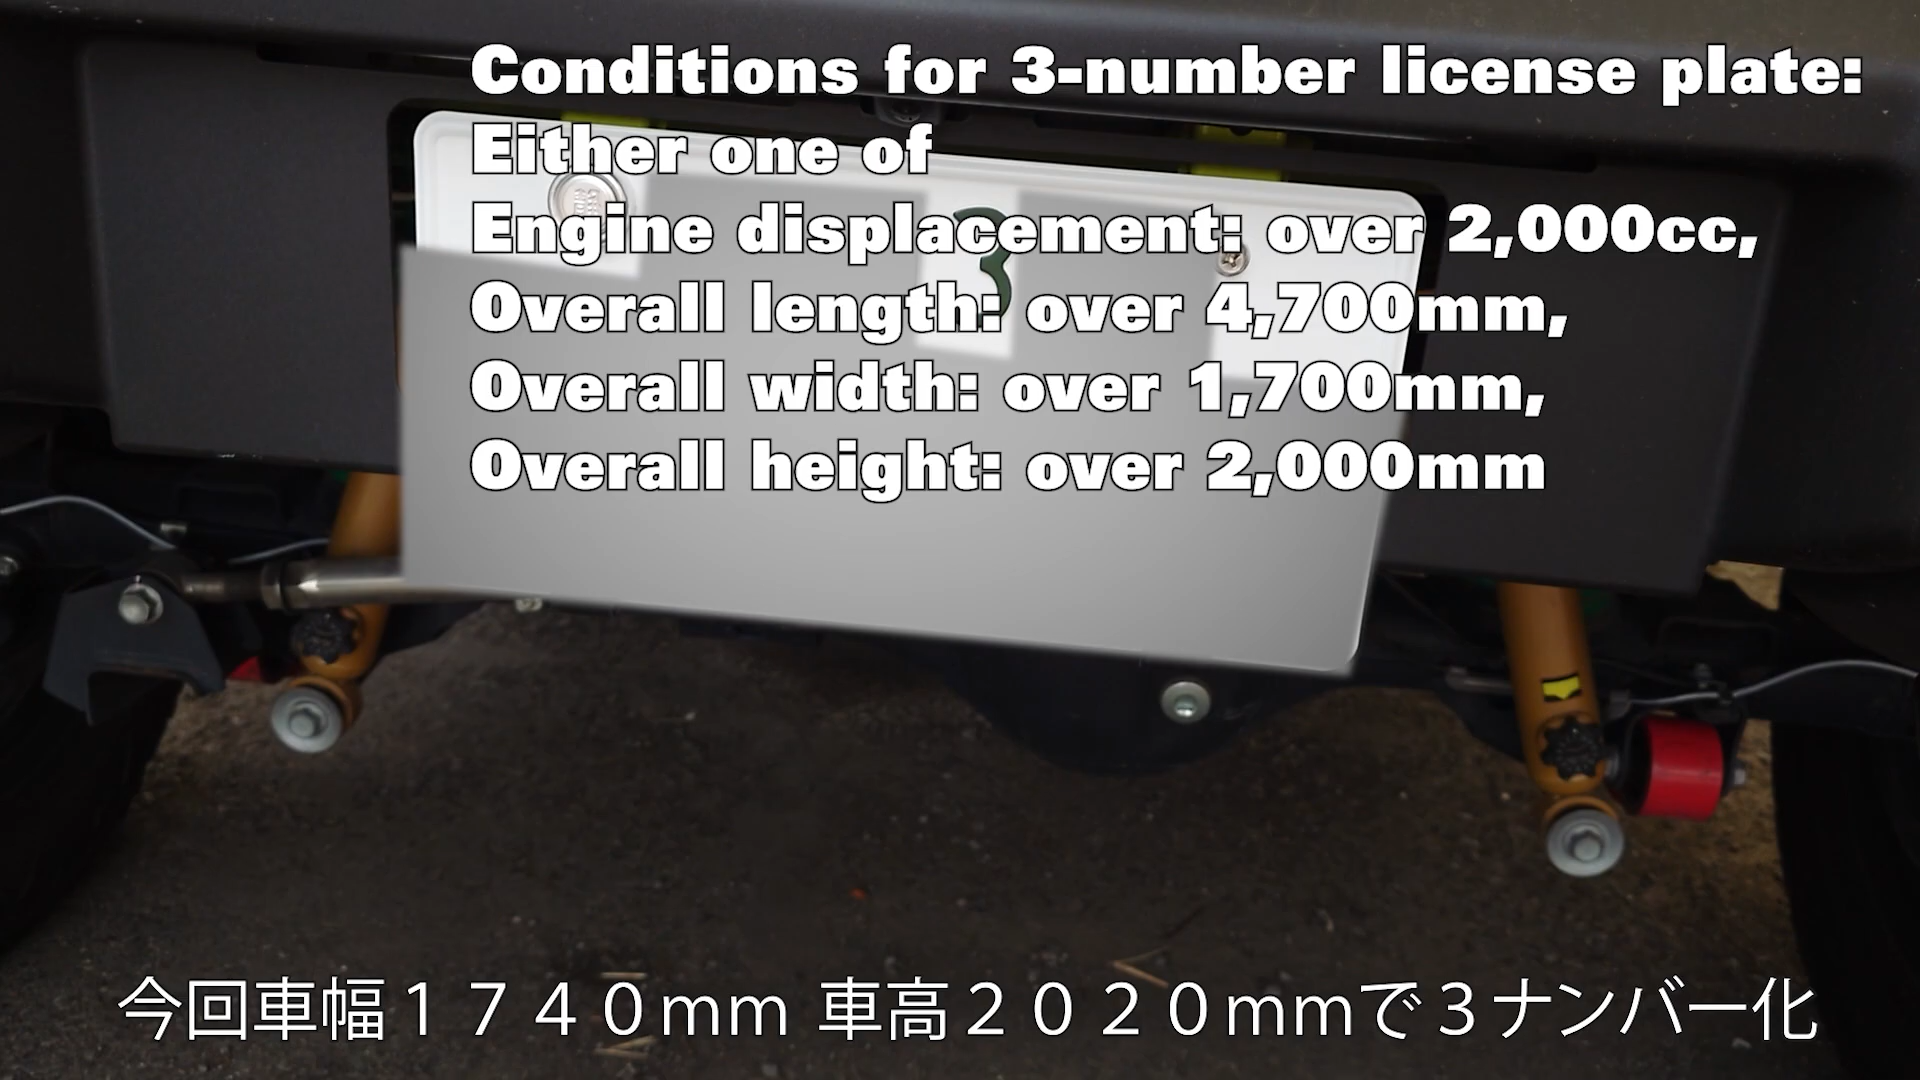 Conditions for 3-number license plate:
Either one of
Engine displacement: over 2,000cc,
Overall length: over 4,700mm,
Overall width: over 1,700mm,
Overall height: over 2,000mm
3
今回車幅１７４０mm 車高２０２０mmで３ナンバー化